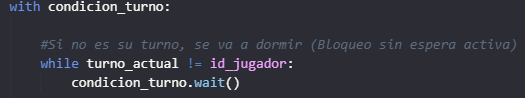 with condicion_turno:
#Si no es su turno, se va a dormir (Bloqueo sin espera activa)
while turno_actual != id_jugador:
condicion_turno.wait()